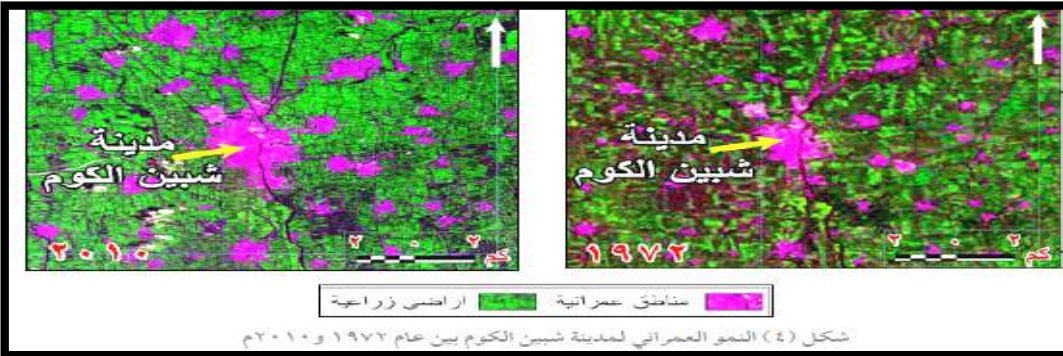 مدينة
شبين الكوم
١٩٧٢
٢ ٠ ٢ كم
مدينة
شبين الكوم
٢٠١٠
٢ ٠ ٢ كم
مناطق عمرانية
اراضى زراعية
شكل (٤) النمو العمراني لمدينة شبين الكوم بين عام ١٩٧٢ و٢٠١٠م